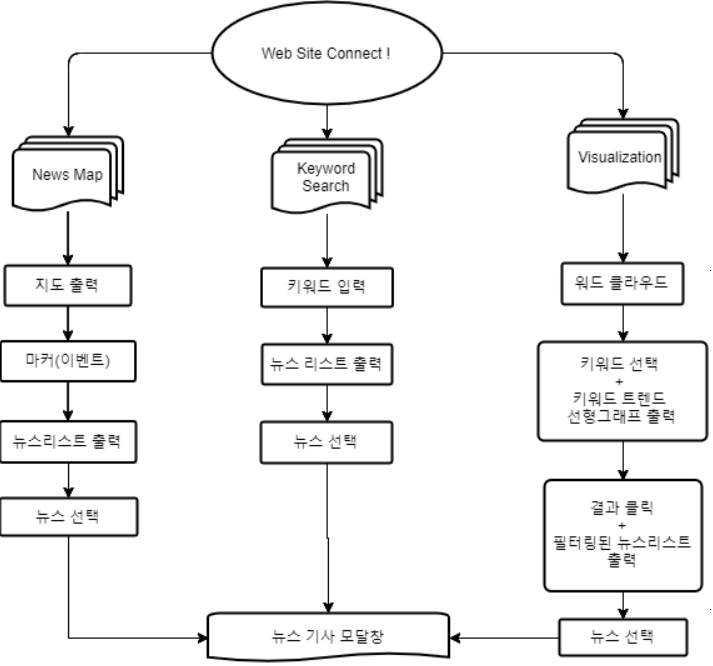 Web Site Connect !
News Map
Keyword
Search
Visualization
지도 출력
마커(이벤트)
뉴스리스트 출력
뉴스 선택
키워드 입력
뉴스 리스트 출력
뉴스 선택
워드 클라우드
키워드 선택
+
키워드 트렌드
선형그래프 출력
결과 클릭
+
필터링된 뉴스리스트
출력
뉴스 선택
뉴스 기사 모달창